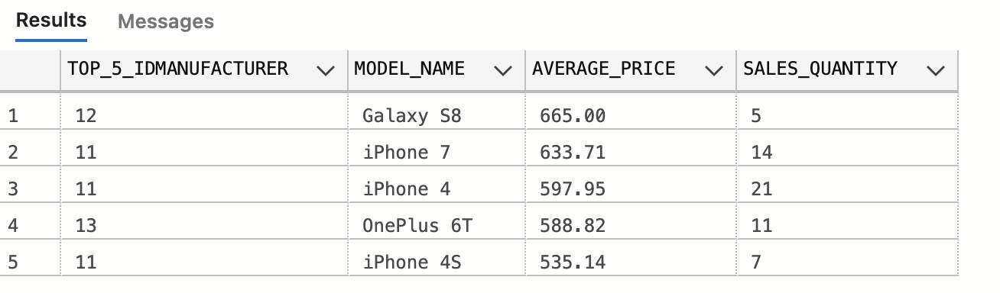 Results Messages
TOP_5_IDMANUFACTURER MODEL_NAME AVERAGE_PRICE SALES_QUANTITY
1 12 Galaxy S8 665.00 5
2 11 iPhone 7 633.71 14
3 11 iPhone 4 597.95 21
4 13 OnePlus 6T 588.82 11
5 11 iPhone 4S 535.14 7